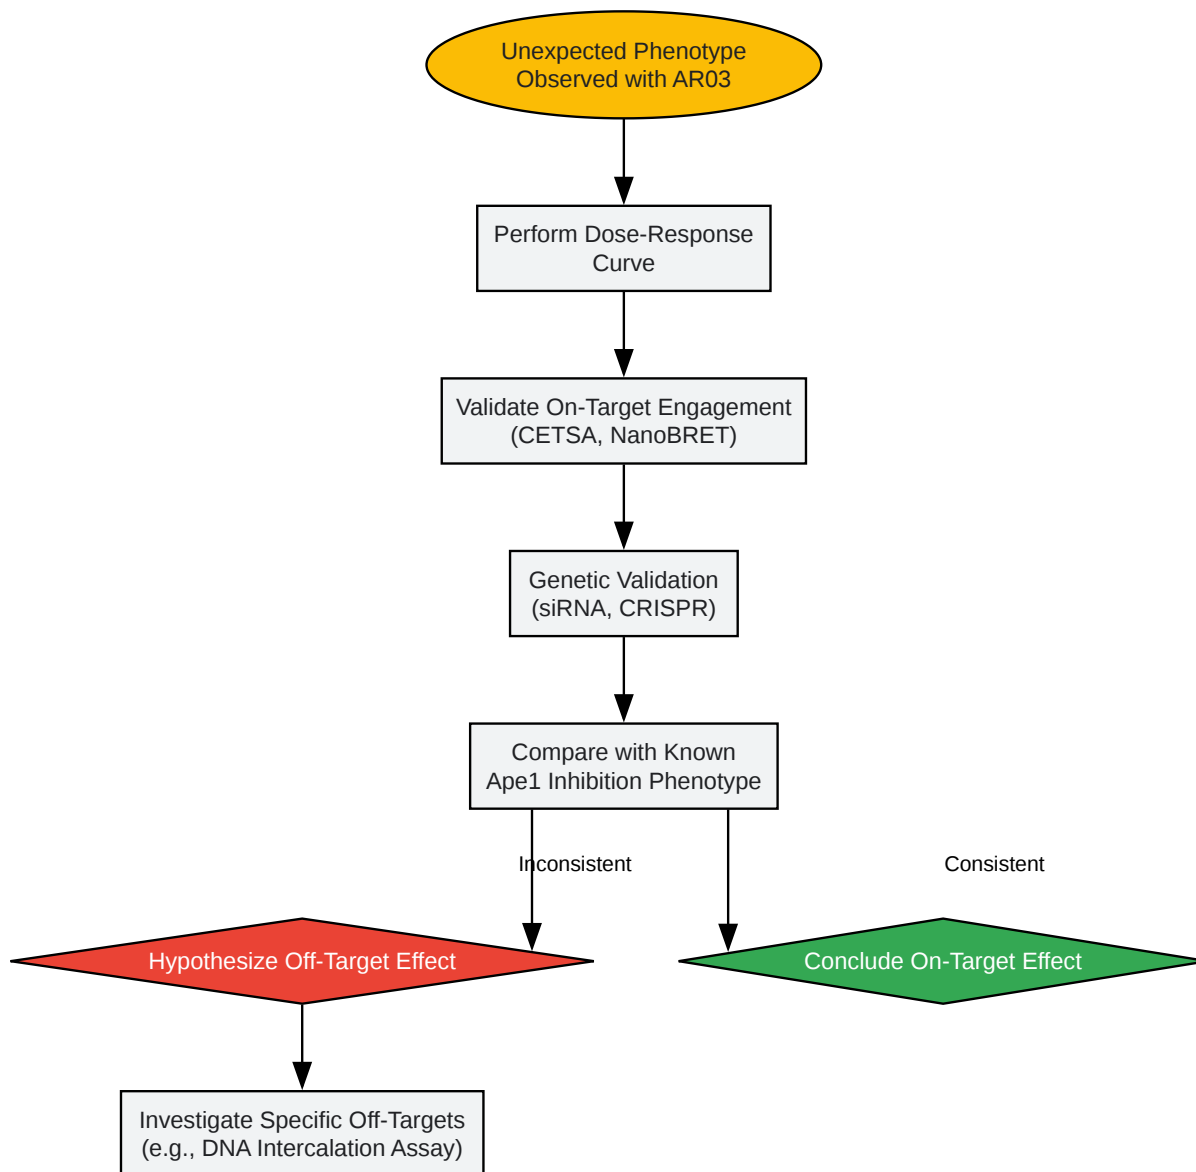 Unexpected Phenotype
Observed with AR03
Perform Dose-Response
Curve
Validate On-Target Engagement
(CETSA, NanoBRET)
Genetic Validation
(siRNA, CRISPR)
Compare with Known
Ape1 Inhibition Phenotype
Inconsistent
Consistent
Hypothesize Off-Target Effect
Conclude On-Target Effect
Investigate Specific Off-Targets
(e.g., DNA Intercalation Assay)